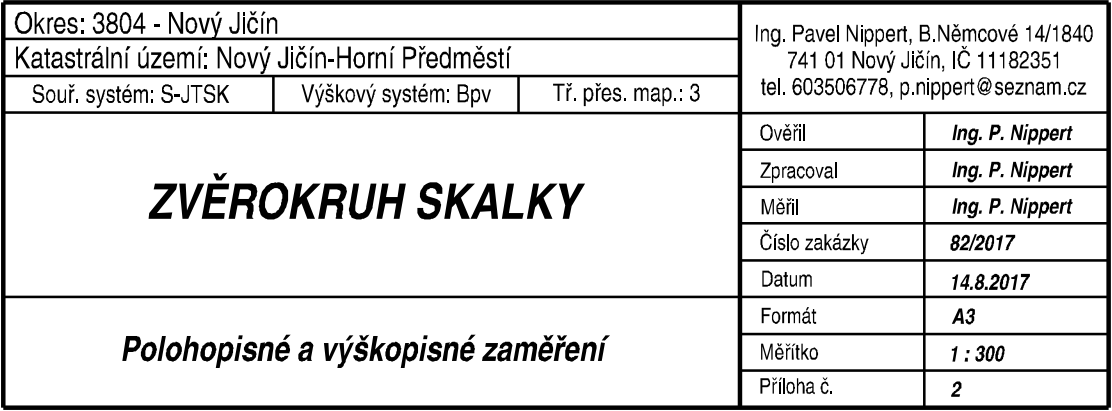 Okres: 3804 - Nový Jičín
Katastrální území: Nový Jičín-Horní Předměstí
Souř. systém: S-JTSK Výškový systém: Bpv Tř. přes. map.: 3
ZVĚROKRUH SKALKY
Polohopisné a výškopisné zaměření
Ing. Pavel Nippert, B.Němcové 14/1840
741 01 Nový Jičín, IČ 11182351
tel. 603506778, p.nippert@seznam.cz
Ověřil Ing. P. Nippert
Zpracoval Ing. P. Nippert
Měřil Ing. P. Nippert
Číslo zakázky 82/2017
Datum 14.8.2017
Formát A3
Měřítko 1 : 300
Příloha č. 2